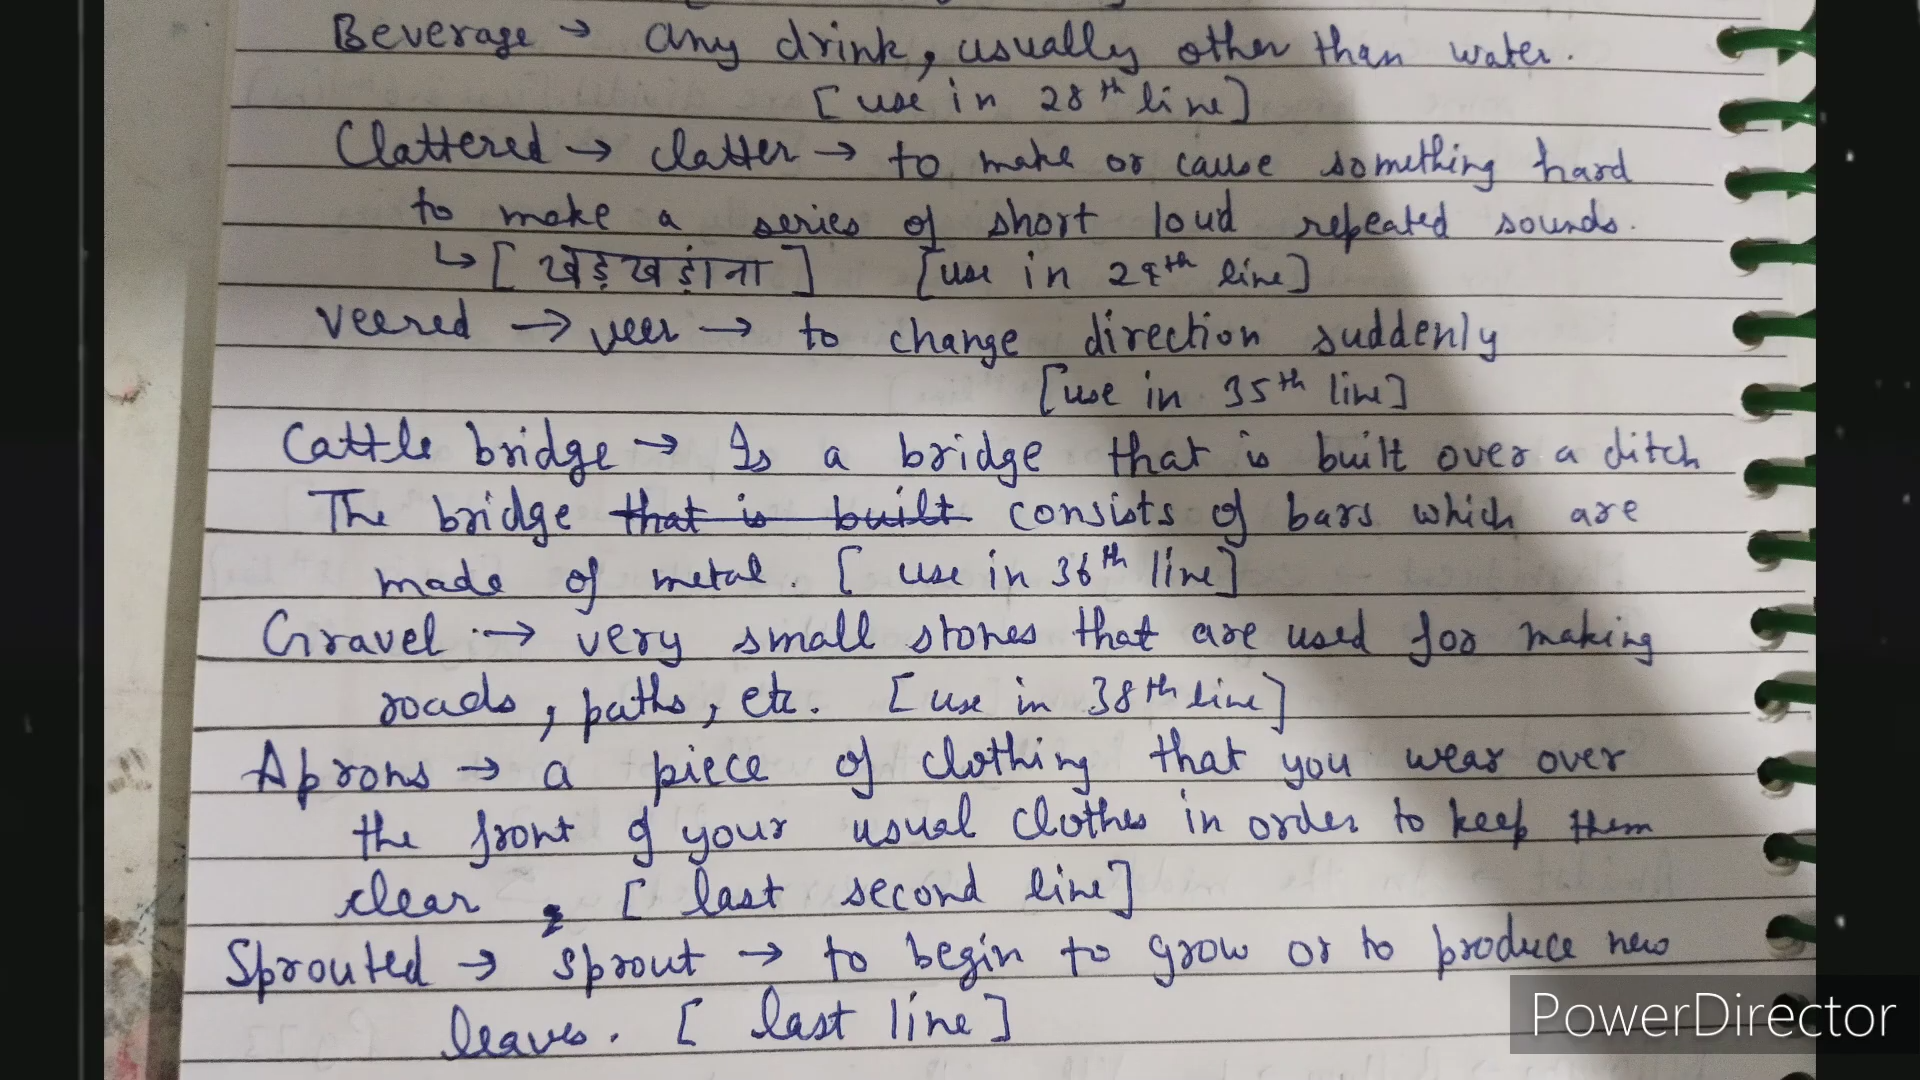 Beverage → any drink, usually other than water.
[use in 28th line]
Clattered → clatter → to make or cause something hard
to make a series of short loud repeated sounds.
↳ [खड़खड़ाना] [use in 29th line]
Veered → veer → to change direction suddenly
[use in 35th line]
Cattle bridge → Is a bridge that is built over a ditch
The bridge that is built consists of bars which are
made of metal. [use in 36th line]
Gravel :→ very small stones that are used for making
roads, paths, etc. [use in 38th line]
Aprons → a piece of clothing that you wear over
the front of your usual clothes in order to keep them
clear, [last second line]
Sprouted → sprout → to begin to grow or to produce new
leaves. [last line]
PowerDirector